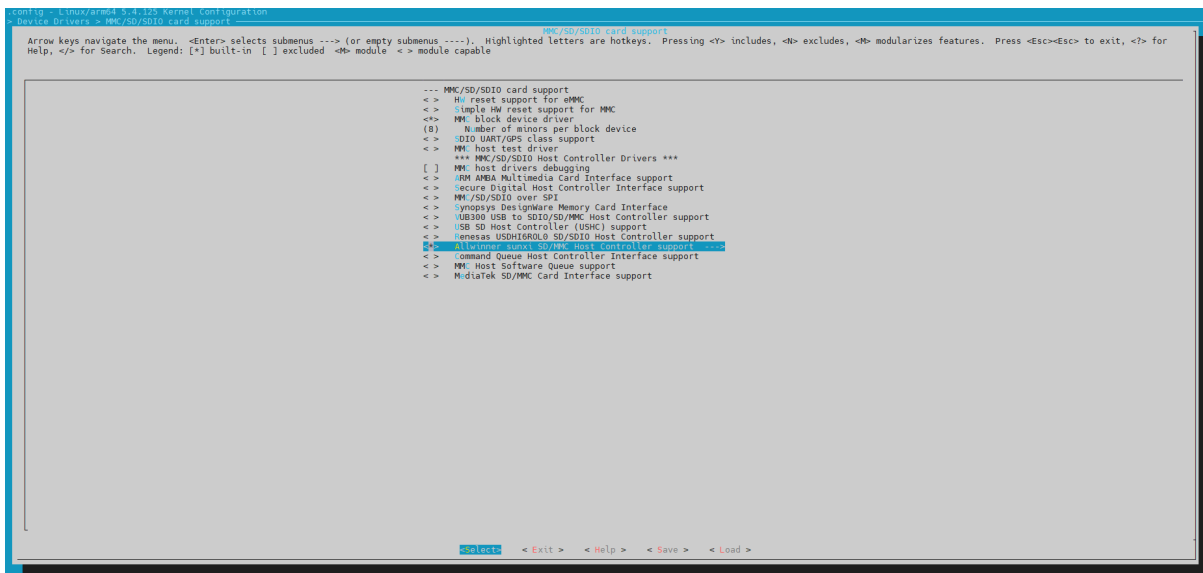 .config - Linux/arm64 5.4.125 Kernel Configuration
> Device Drivers > MMC/SD/SDIO card support
MMC/SD/SDIO card support
Arrow keys navigate the menu.  <Enter> selects submenus ---> (or empty submenus ----).  Highlighted letters are hotkeys.  Pressing <Y> includes, <N> excludes, <M> modularizes features.  Press <Esc><Esc> to exit, <?> for
Help, </> for Search.  Legend: [*] built-in  [ ] excluded  <M> module  < > module capable
--- MMC/SD/SDIO card support
< >   HW reset support for eMMC
< >   Simple HW reset support for MMC
<*>   MMC block device driver
(8)     Number of minors per block device
< >   SDIO UART/GPS class support
< >   MMC host test driver
*** MMC/SD/SDIO Host Controller Drivers ***
[ ]   MMC host drivers debugging
< >   ARM AMBA Multimedia Card Interface support
< >   Secure Digital Host Controller Interface support
< >   MMC/SD/SDIO over SPI
< >   Synopsys DesignWare Memory Card Interface
< >   VUB300 USB to SDIO/SD/MMC Host Controller support
< >   USB SD Host Controller (USHC) support
< >   Renesas USDHI6ROL0 SD/SDIO Host Controller support
<*>   Allwinner sunxi SD/MMC Host Controller support  --->
< >   Command Queue Host Controller Interface support
< >   MMC Host Software Queue support
< >   MediaTek SD/MMC Card Interface support
<Select>    < Exit >    < Help >    < Save >    < Load >